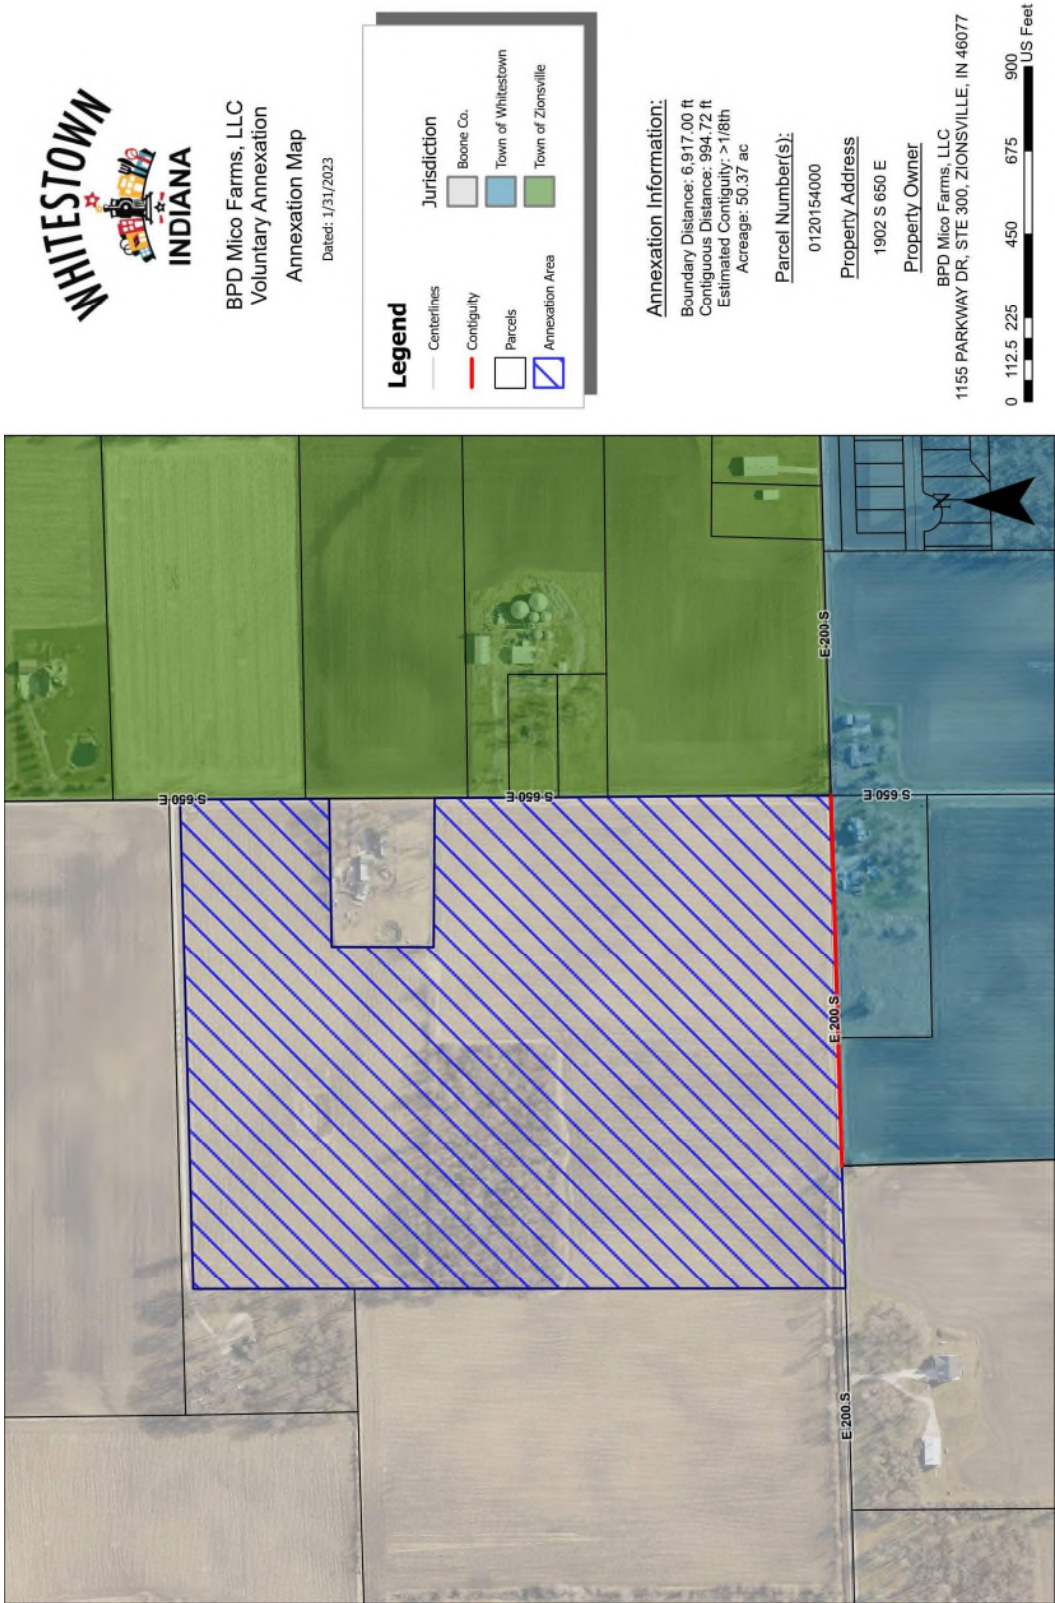 WHITESTOWN
INDIANA
BPD Mico Farms, LLC
Voluntary Annexation
Annexation Map
Dated: 1/31/2023
Legend
Centerlines
Contiguity
Parcels
Annexation Area
Jurisdiction
Boone Co.
Town of Whitestown
Town of Zionsville
Annexation Information:
Boundary Distance: 6,917.00 ft
Contiguous Distance: 994.72 ft
Estimated Contiguity: >1/8th
Acreage: 50.37 ac
Parcel Number(s):
0120154000
Property Address
1902 S 650 E
Property Owner
BPD Mico Farms, LLC
1155 PARKWAY DR, STE 300, ZIONSVILLE, IN 46077
0 112.5 225 450 675 900
US Feet
S 650 E
S 650 E
S 650 E
E 200 S
E 200 S
E 200 S
N